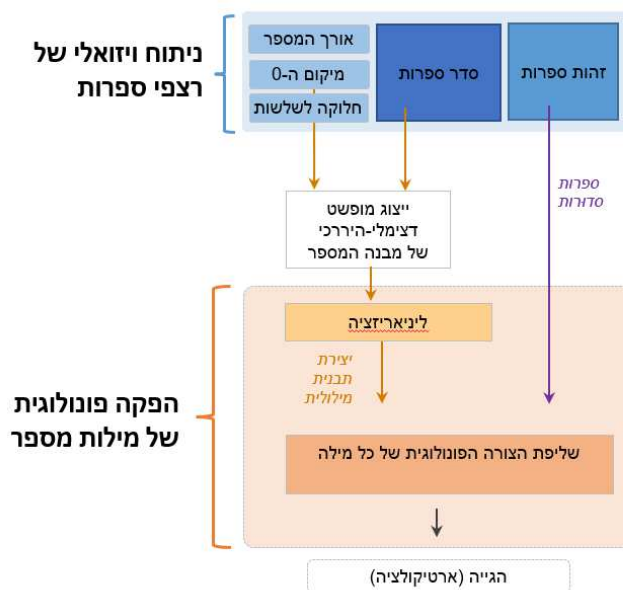 ניתוח ויזואלי של
רצפי ספרות
זהות ספרות
סדר ספרות
אורך המספר
מיקום ה-0
חלוקה לשלשות
ספרות
סדורות
ייצוג מופשט
דצימלי-היררכי
של מבנה המספר
ליניאריזציה
יצירת
תבנית
מילולית
הפקה פונולוגית
של מילות מספר
שליפת הצורה הפונולוגית של כל מילה
הגייה (ארטיקולציה)